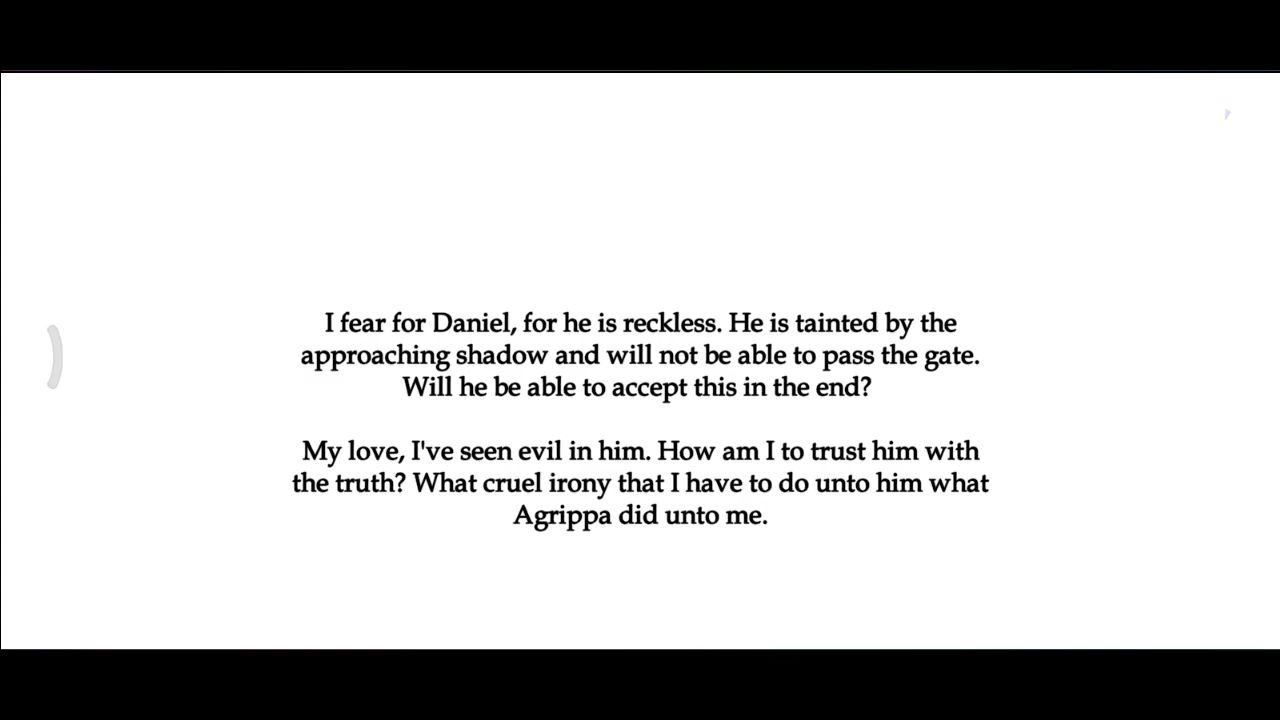 I fear for Daniel, for he is reckless. He is tainted by the
approaching shadow and will not be able to pass the gate.
Will he be able to accept this in the end?
My love, I've seen evil in him. How am I to trust him with
the truth? What cruel irony that I have to do unto him what
Agrippa did unto me.